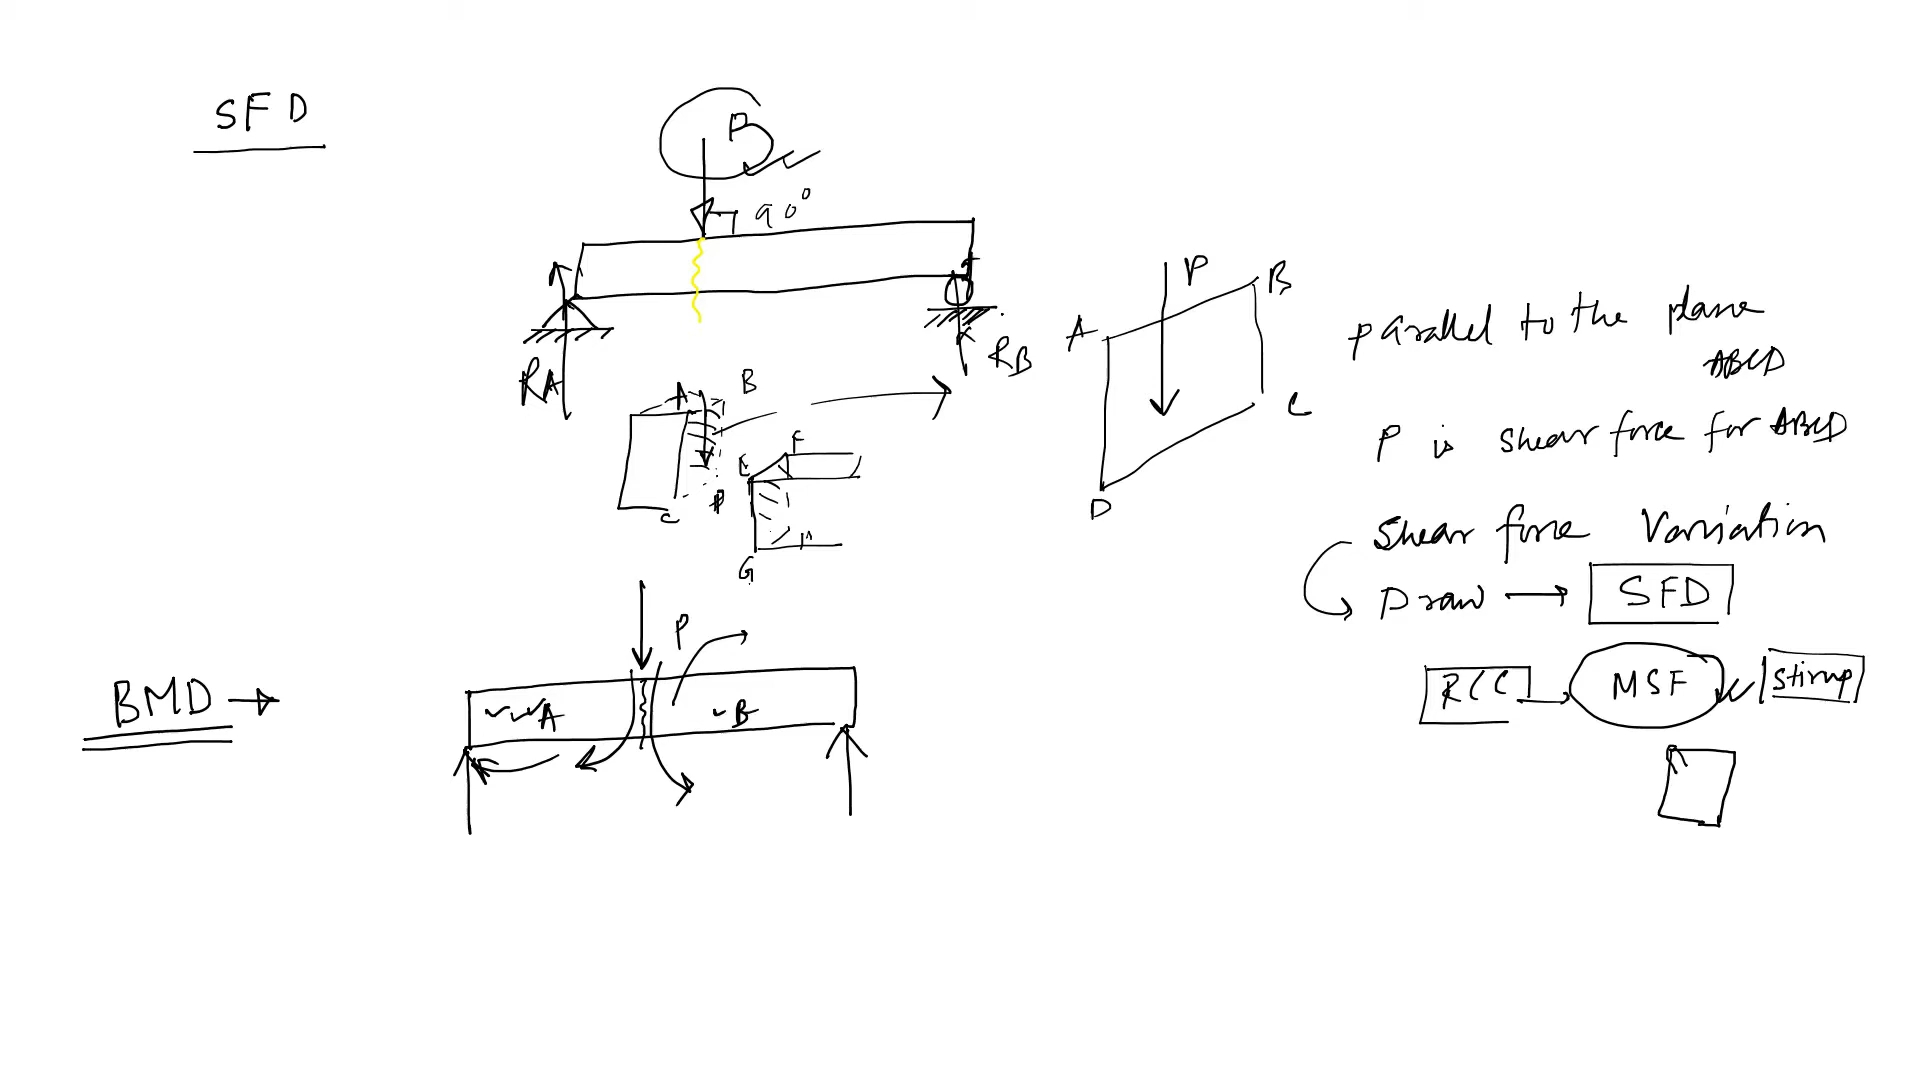 SFD
P
90°
RA
RB
A
B
C
D
E
F
G
P
A
B
C
D
parallel to the plane
ABCD
P is shear force for ABCD
Shear force Variation
Draw → SFD
RCC
MSF
Stirrup
BMD →
P
A
B